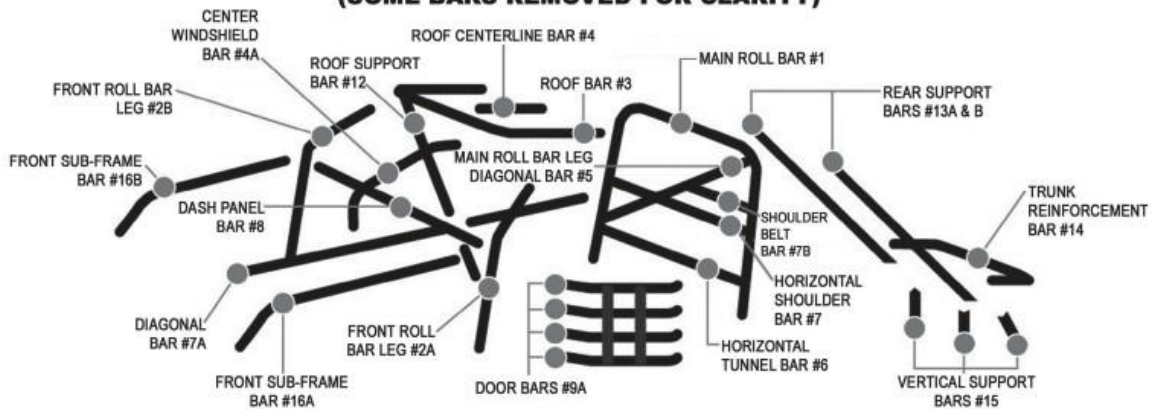 (SOME BARS REMOVED FOR CLARITY)
CENTER
WINDSHIELD
BAR #4A
ROOF CENTERLINE BAR #4
ROOF SUPPORT
BAR #12
MAIN ROLL BAR #1
ROOF BAR #3
FRONT ROLL BAR
LEG #2B
REAR SUPPORT
BARS #13A & B
FRONT SUB-FRAME
BAR #16B
MAIN ROLL BAR LEG
DIAGONAL BAR #5
DASH PANEL
BAR #8
TRUNK
REINFORCEMENT
BAR #14
SHOULDER
BELT
BAR #7B
HORIZONTAL
SHOULDER
BAR #7
DIAGONAL
BAR #7A
FRONT ROLL
BAR LEG #2A
HORIZONTAL
TUNNEL BAR #6
FRONT SUB-FRAME
BAR #16A
DOOR BARS #9A
VERTICAL SUPPORT
BARS #15